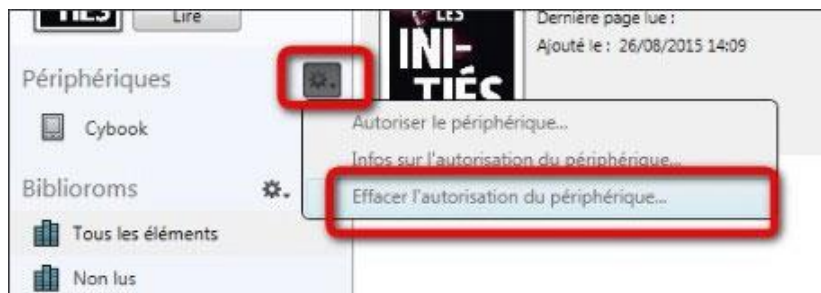 TIÉS
Lire
LES
INI-
TIÉS
Dernière page lue :
Ajouté le : 26/08/2015 14:09
Périphériques
Cybook
Autoriser le périphérique...
Infos sur l'autorisation du périphérique...
Effacer l'autorisation du périphérique...
Biblioroms
Tous les éléments
Non lus